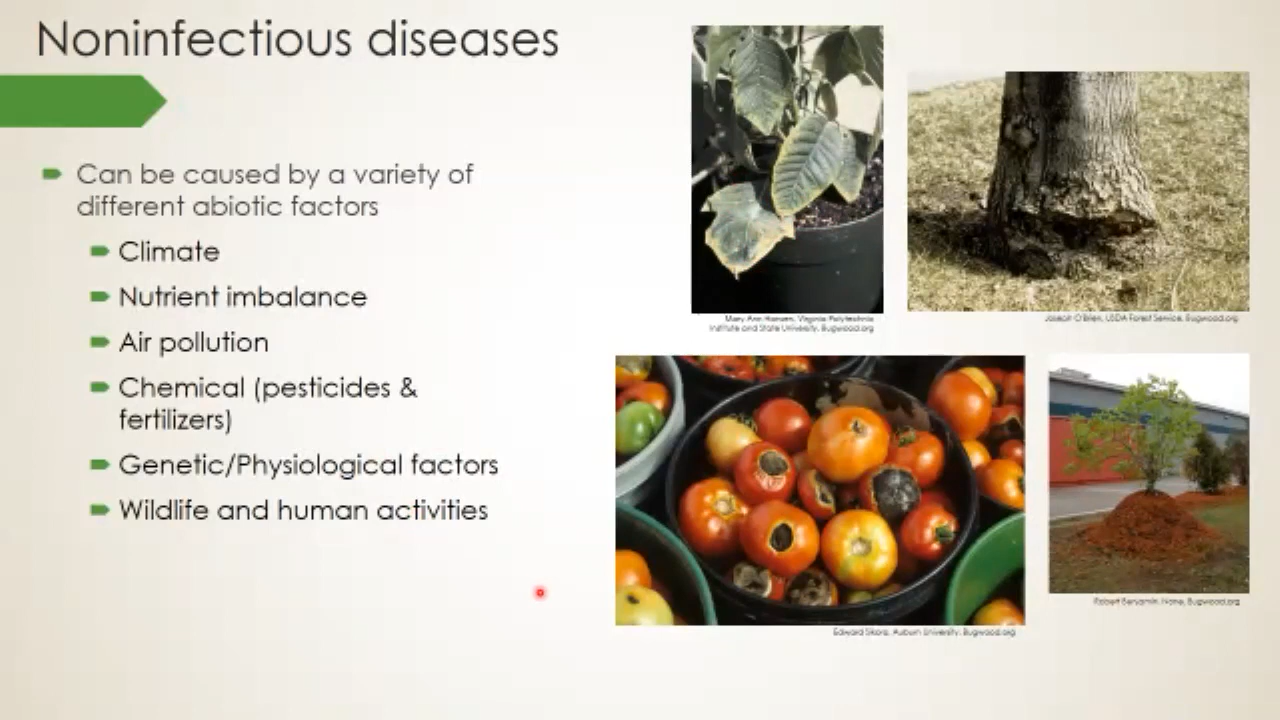 Noninfectious diseases
Can be caused by a variety of
different abiotic factors
Climate
Nutrient imbalance
Air pollution
Chemical (pesticides &
fertilizers)
Genetic/Physiological factors
Wildlife and human activities
Mary Ann Hansen, Virginia Polytechnic
Institute and State University, Bugwood.org
Joseph O'Brien, USDA Forest Service, Bugwood.org
Edward Sikora, Auburn University, Bugwood.org
Robert Benjamin, None, Bugwood.org